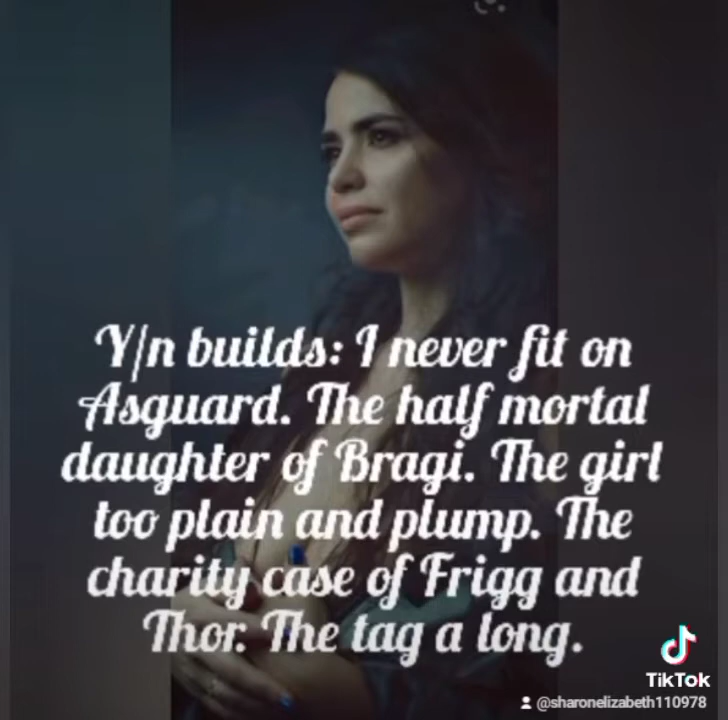 Y/n builds: I never fit on
Asguard. The half mortal
daughter of Bragi. The girl
too plain and plump. The
charity case of Frigg and
Thor. The tag a long.
TikTok
@sharonelizabeth110978